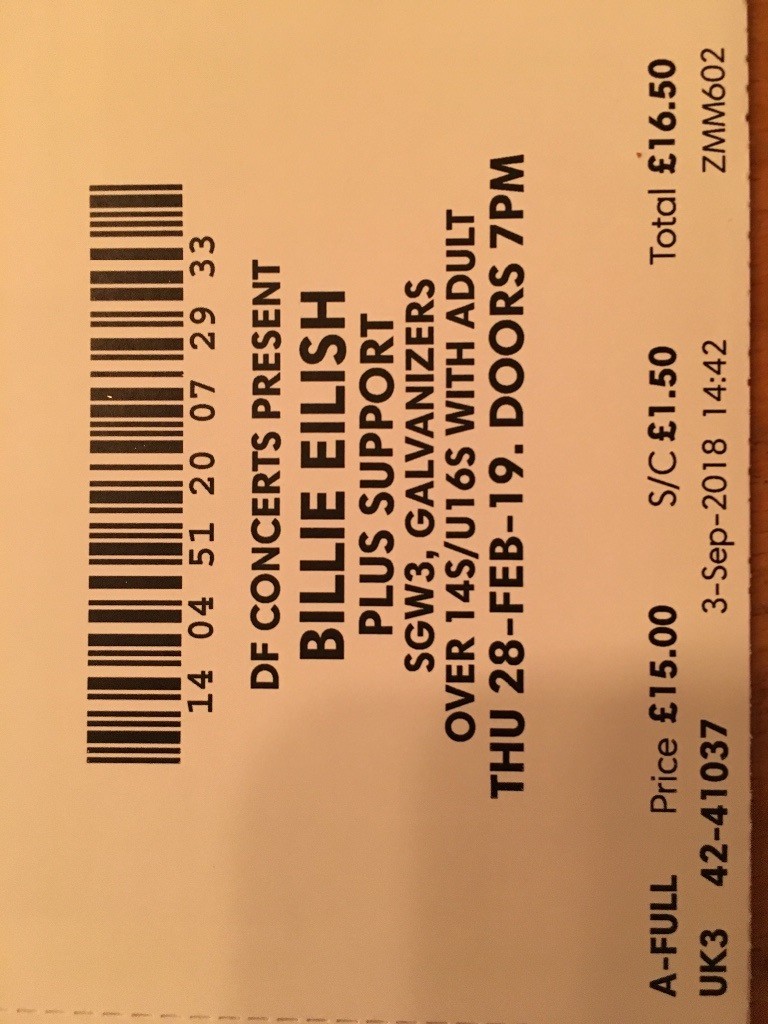 14 04 51 20 07 29 33
DF CONCERTS PRESENT
BILLIE EILISH
PLUS SUPPORT
SGW3, GALVANIZERS
OVER 14S/U16S WITH ADULT
THU 28-FEB-19. DOORS 7PM
A-FULL Price £15.00 S/C £1.50 Total £16.50
UK3 42-41037 3-Sep-2018 14:42 ZMM602